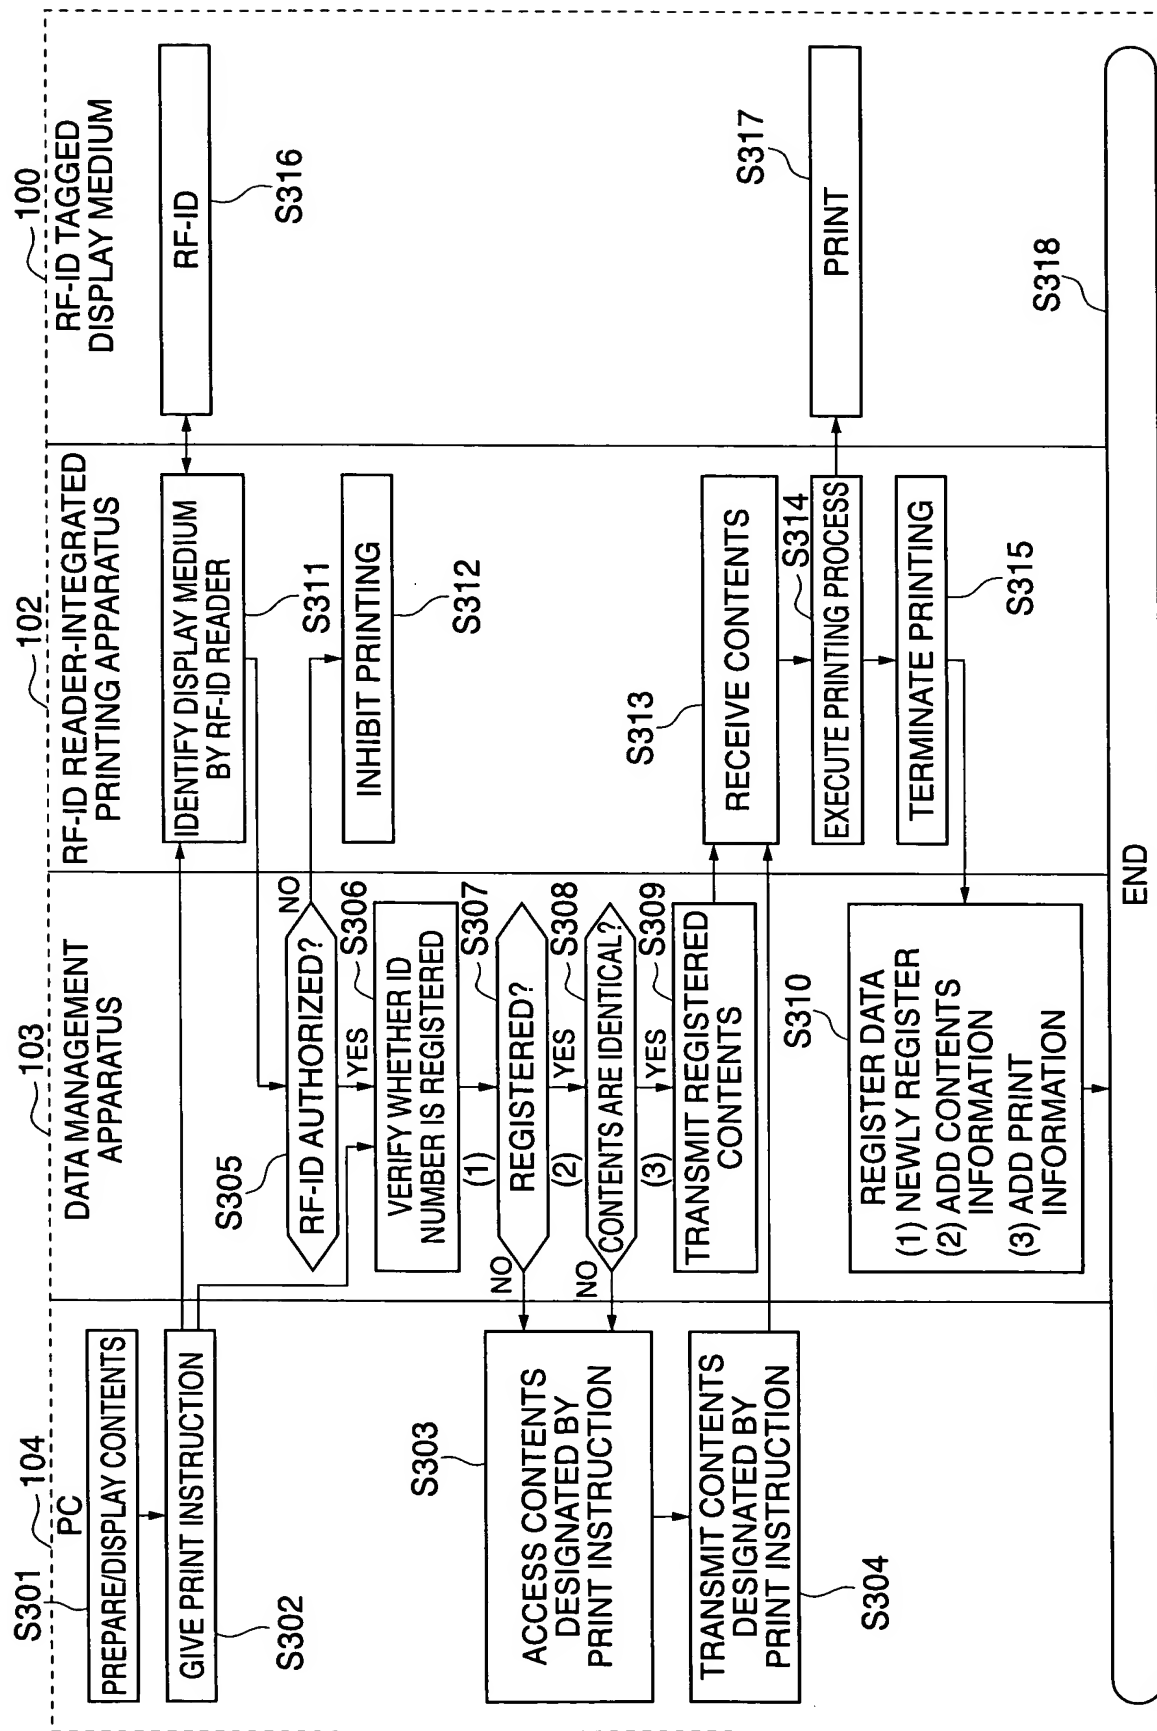 104
PC
S301
PREPARE/DISPLAY CONTENTS
GIVE PRINT INSTRUCTION
S302
S303
ACCESS CONTENTS
DESIGNATED BY
PRINT INSTRUCTION
TRANSMIT CONTENTS
DESIGNATED BY
PRINT INSTRUCTION
S304
103
DATA MANAGEMENT
APPARATUS
S305
RF-ID AUTHORIZED?
NO
YES
S306
VERIFY WHETHER ID
NUMBER IS REGISTERED
(1)
S307
REGISTERED?
NO
(2)
YES
S308
CONTENTS ARE IDENTICAL?
NO
(3)
YES
S309
TRANSMIT REGISTERED
CONTENTS
S310
REGISTER DATA
(1) NEWLY REGISTER
(2) ADD CONTENTS
INFORMATION
(3) ADD PRINT
INFORMATION
102
RF-ID READER-INTEGRATED
PRINTING APPARATUS
IDENTIFY DISPLAY MEDIUM
BY RF-ID READER
S311
INHIBIT PRINTING
S312
S313
RECEIVE CONTENTS
S314
EXECUTE PRINTING PROCESS
TERMINATE PRINTING
S315
100
RF-ID TAGGED
DISPLAY MEDIUM
RF-ID
S316
S317
PRINT
S318
END